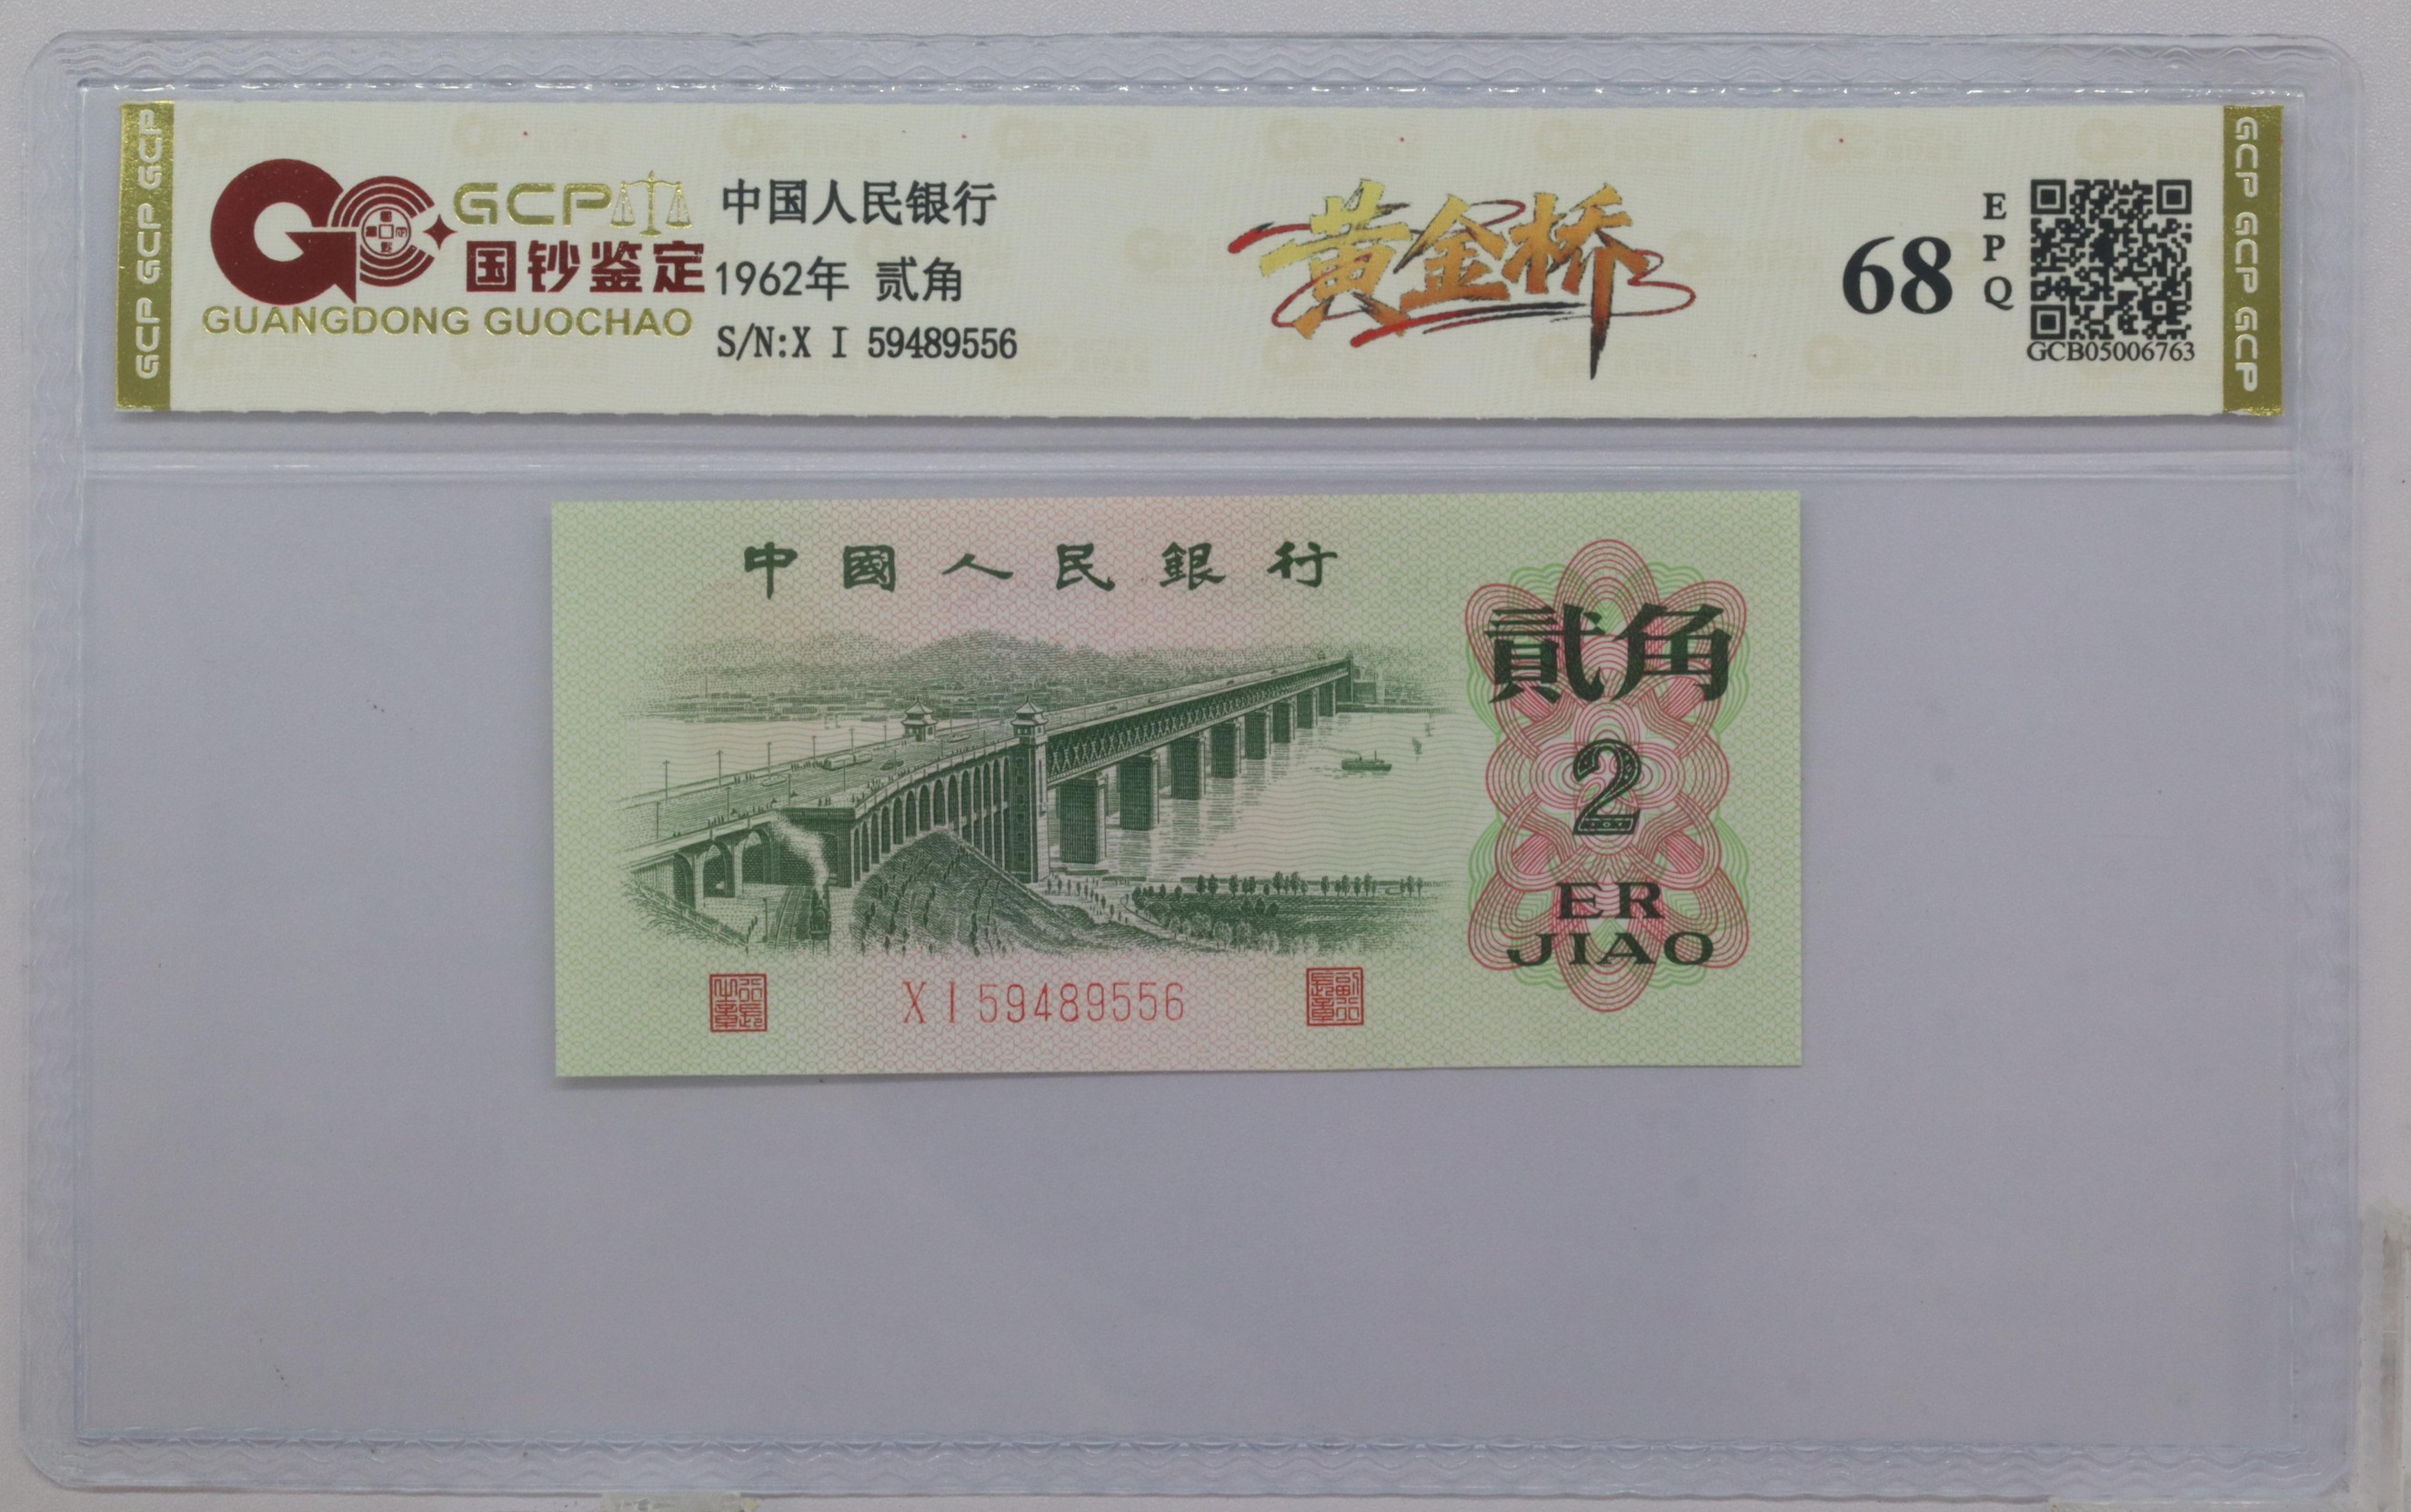 GCP GCP GCP
GCP
国钞鉴定
GUANGDONG GUOCHAO
中国人民银行
1962年 贰角
S/N:X I 59489556
黄金桥
68
EPQ
GCB05006763
GCP GCP GCP
中國人民銀行
貳角
2
ER
JIAO
X I 59489556